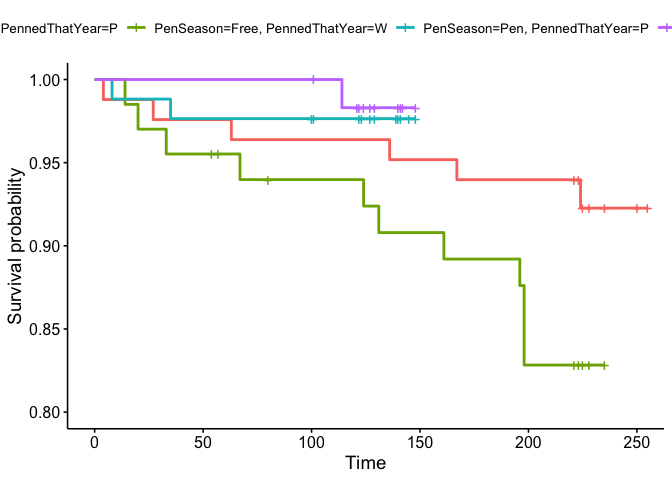 PennedThatYear=P PenSeason=Free, PennedThatYear=W PenSeason=Pen, PennedThatYear=P
1.00
0.95
0.90
0.85
0.80
Survival probability
0 50 100 150 200 250
Time